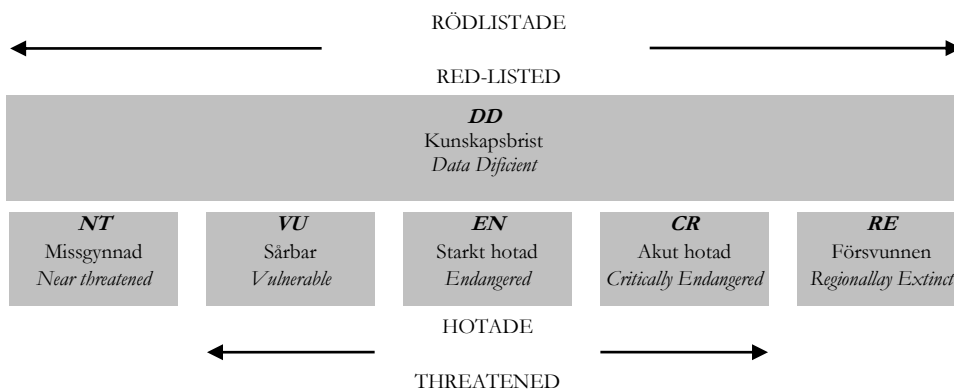 RÖDLISTADE
RED-LISTED
DD
Kunskapsbrist
Data Dificient
NT
Missgynnad
Near threatened
VU
Sårbar
Vulnerable
EN
Starkt hotad
Endangered
CR
Akut hotad
Critically Endangered
RE
Försvunnen
Regionallay Extinct
HOTADE
THREATENED